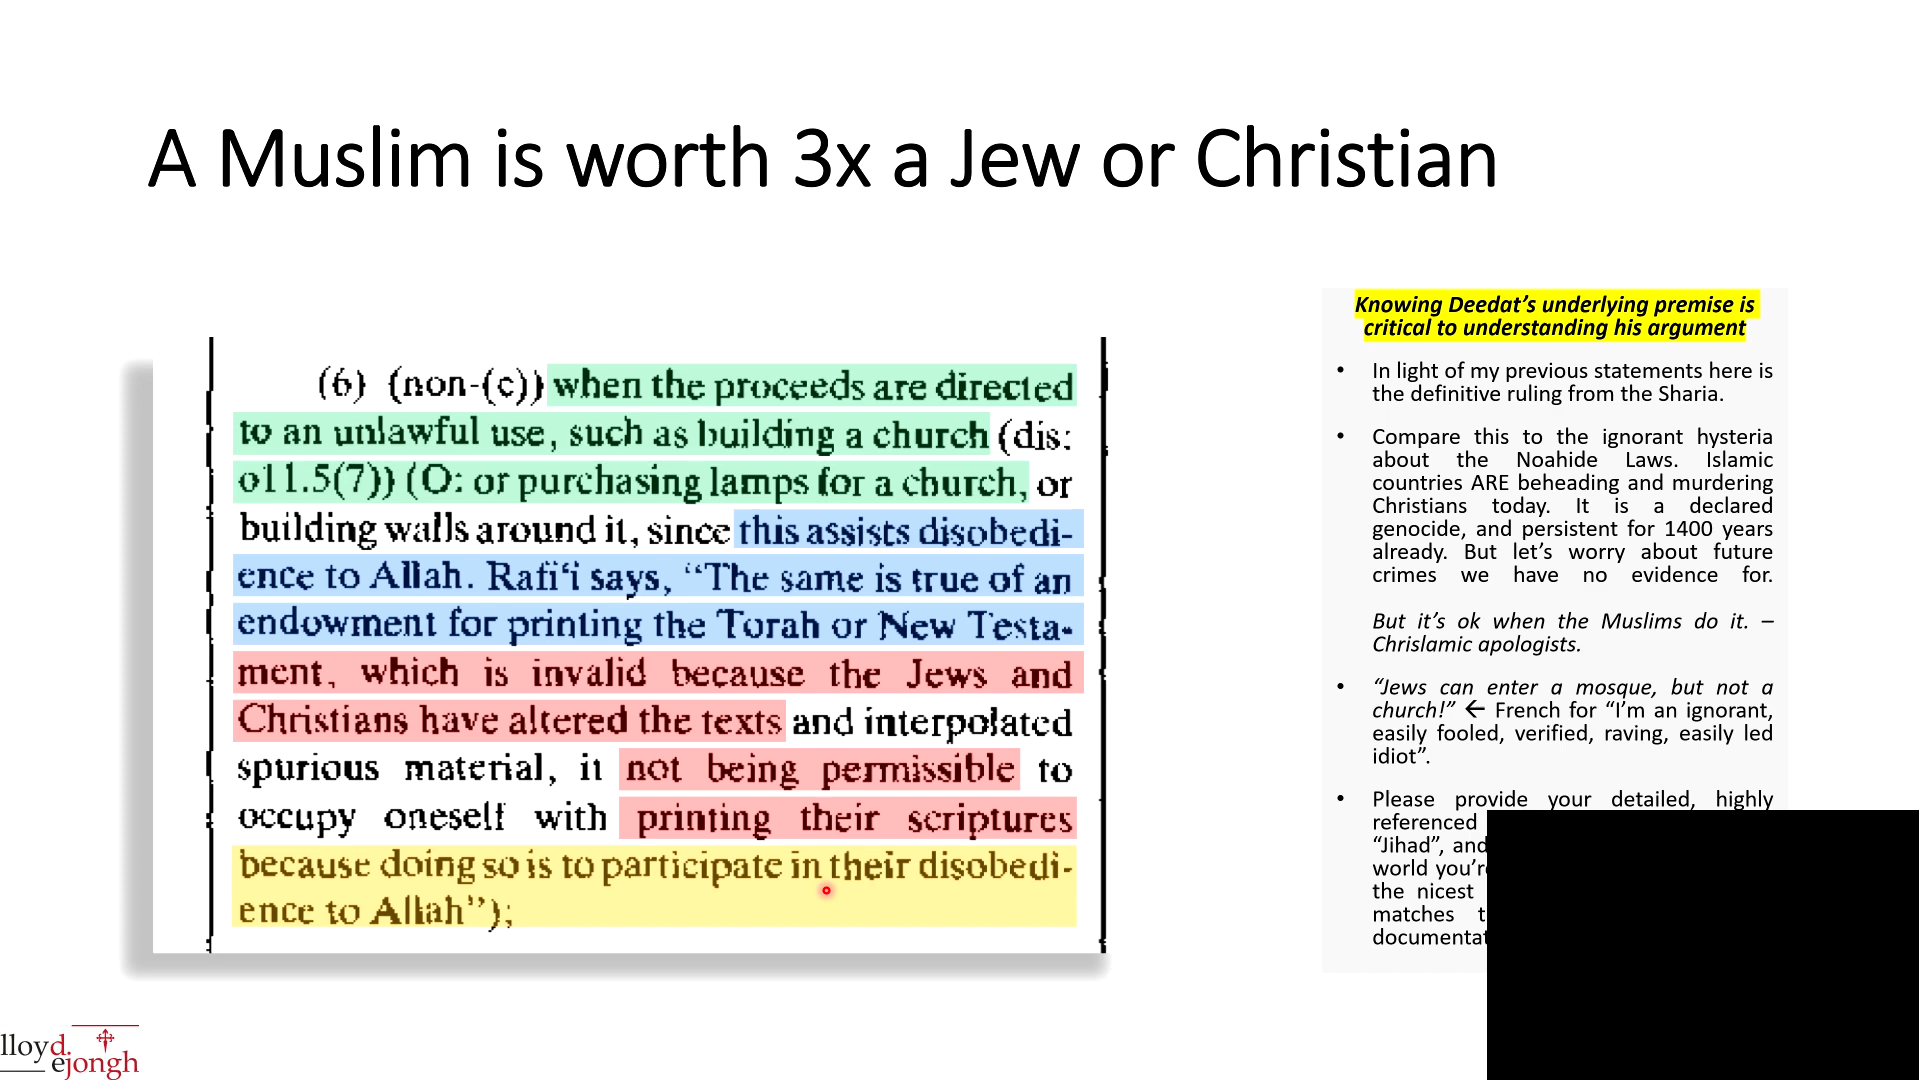 A Muslim is worth 3x a Jew or Christian
(6) (non-(c)) when the proceeds are directed
to an unlawful use, such as building a church (dis:
o11.5(7)) (O: or purchasing lamps for a church, or
building walls around it, since this assists disobedi-
ence to Allah. Rafi‘i says, “The same is true of an
endowment for printing the Torah or New Testa-
ment, which is invalid because the Jews and
Christians have altered the texts and interpolated
spurious material, it not being permissible to
occupy oneself with printing their scriptures
because doing so is to participate in their disobedi-
ence to Allah”);
Knowing Deedat’s underlying premise is
critical to understanding his argument
• In light of my previous statements here is
the definitive ruling from the Sharia.
• Compare this to the ignorant hysteria
about the Noahide Laws. Islamic
countries ARE beheading and murdering
Christians today. It is a declared
genocide, and persistent for 1400 years
already. But let’s worry about future
crimes we have no evidence for.
But it’s ok when the Muslims do it. –
Chrislamic apologists.
• “Jews can enter a mosque, but not a
church!” ← French for “I’m an ignorant,
easily fooled, verified, raving, easily led
idiot”.
• Please provide your detailed, highly
referenced
“Jihad”, and
world you’r
the nicest
matches t
documentat
lloyd
ejongh